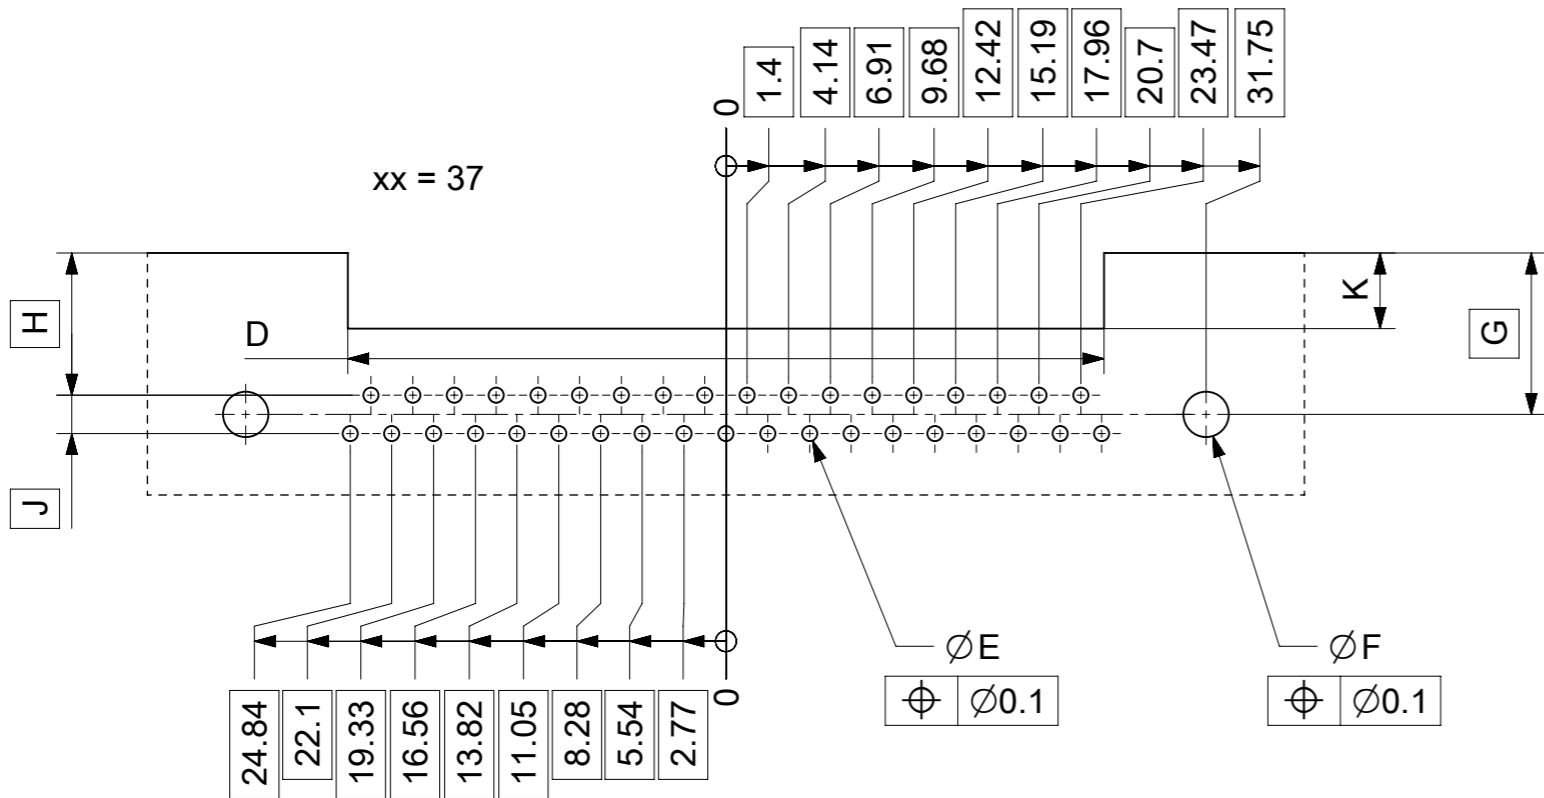 0
1.4
4.14
6.91
9.68
12.42
15.19
17.96
20.7
23.47
31.75
xx = 37
H
D
K
G
J
ØE
⌖ Ø0.1
ØF
⌖ Ø0.1
24.84
22.1
19.33
16.56
13.82
11.05
8.28
5.54
2.77
0